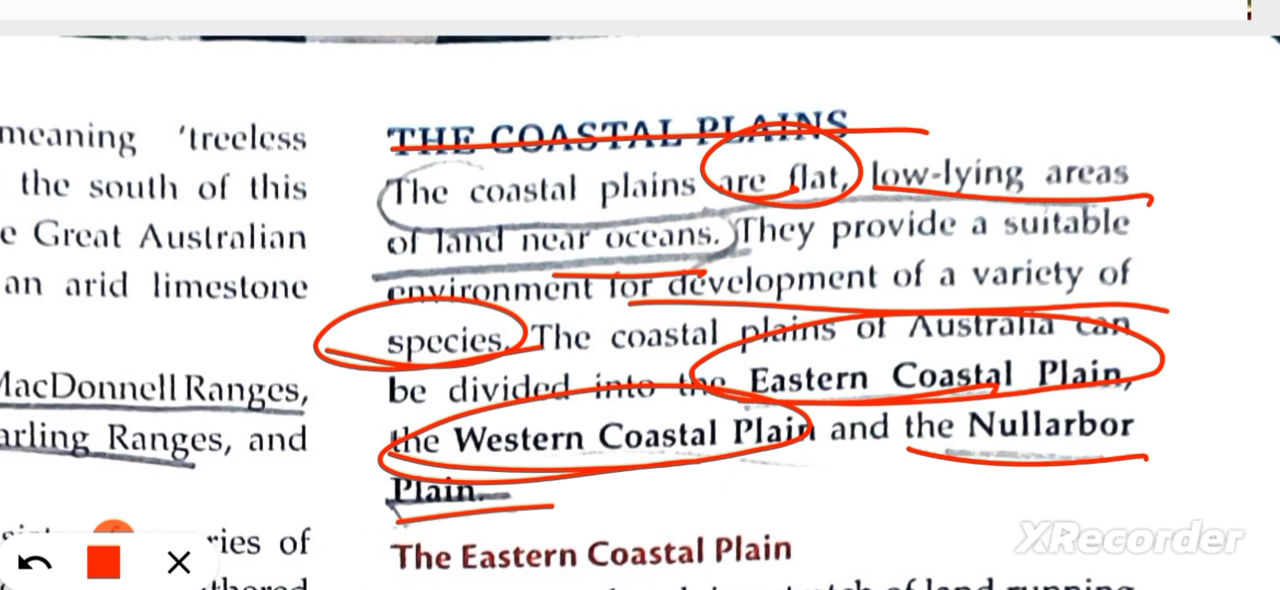 meaning 'treeless
the south of this
e Great Australian
an arid limestone
MacDonnell Ranges,
arling Ranges, and
ries of
THE COASTAL PLAINS
The coastal plains are flat, low-lying areas
of land near oceans. They provide a suitable
environment for development of a variety of
species. The coastal plains of Australia can
be divided into the Eastern Coastal Plain,
the Western Coastal Plain and the Nullarbor
Plain.
The Eastern Coastal Plain
of land running
XRecorder